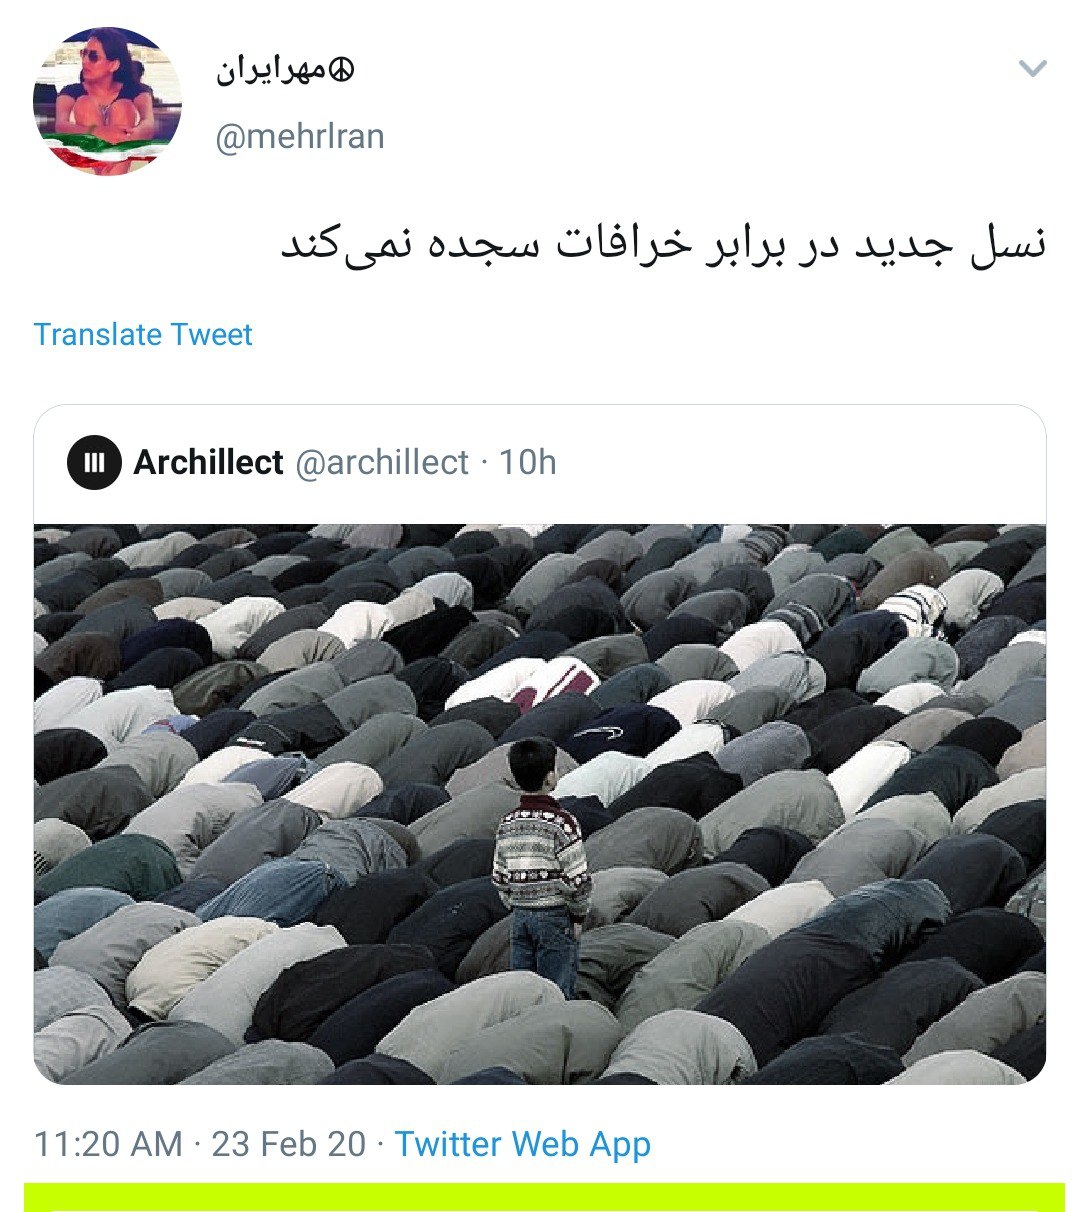 مهرایران☮
@mehrIran
نسل جدید در برابر خرافات سجده نمی‌کند
Translate Tweet
Archillect @archillect · 10h
11:20 AM · 23 Feb 20 · Twitter Web App